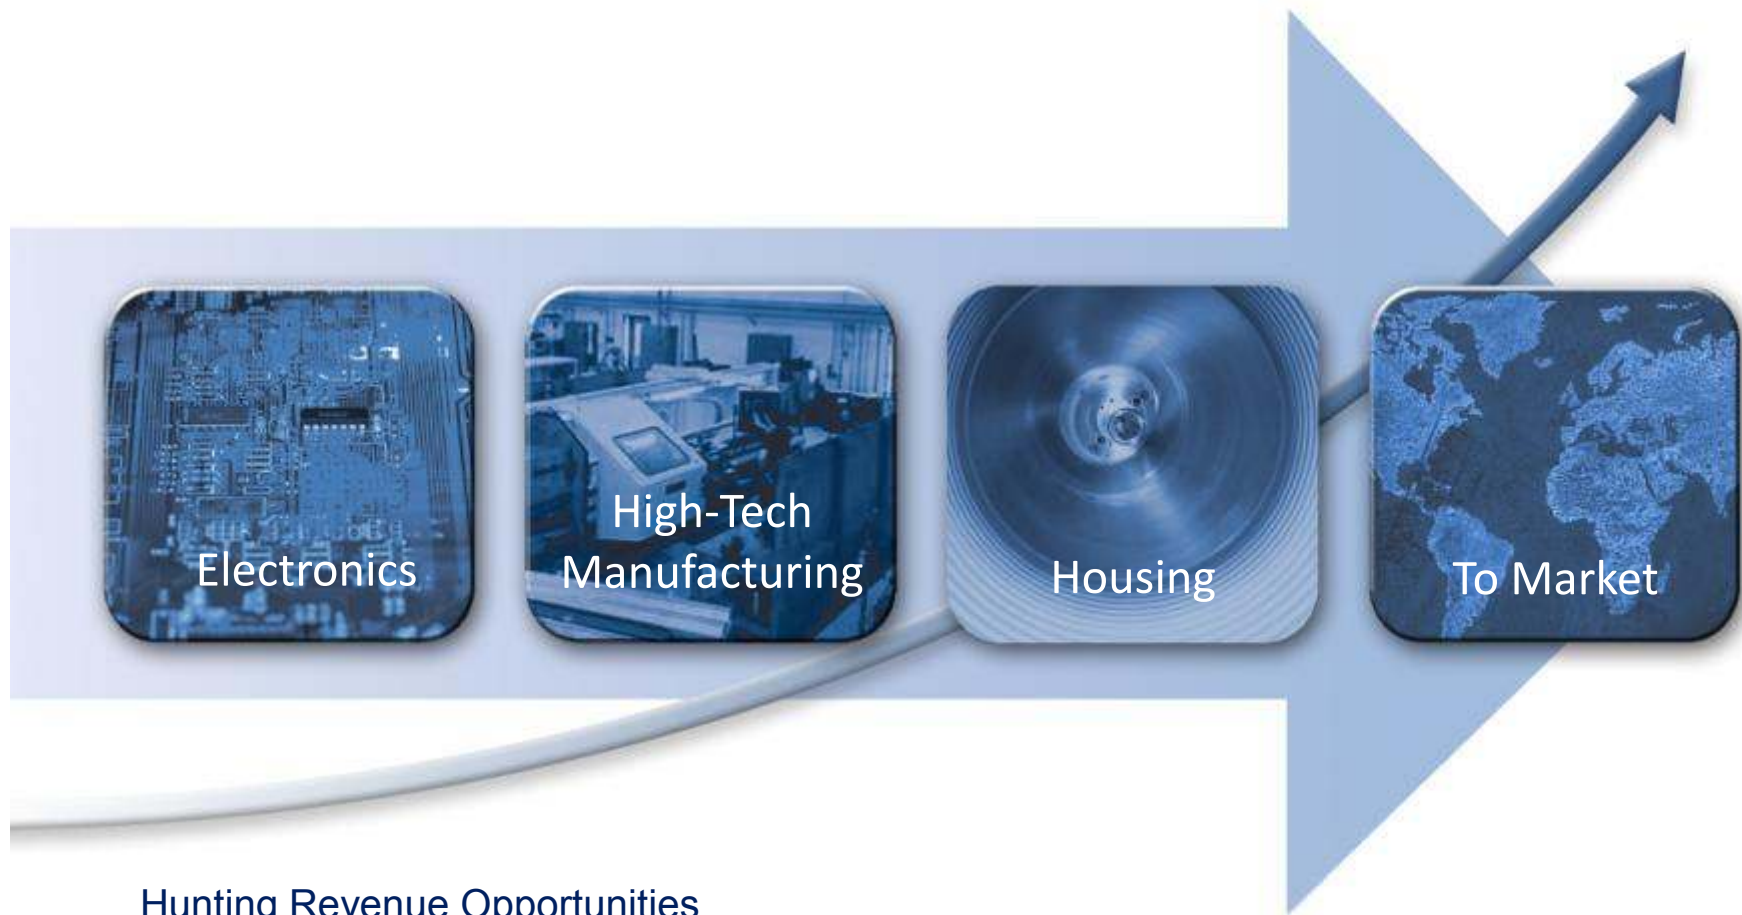 Electronics
High-Tech
Manufacturing
Housing
To Market
Hunting Revenue Opportunities